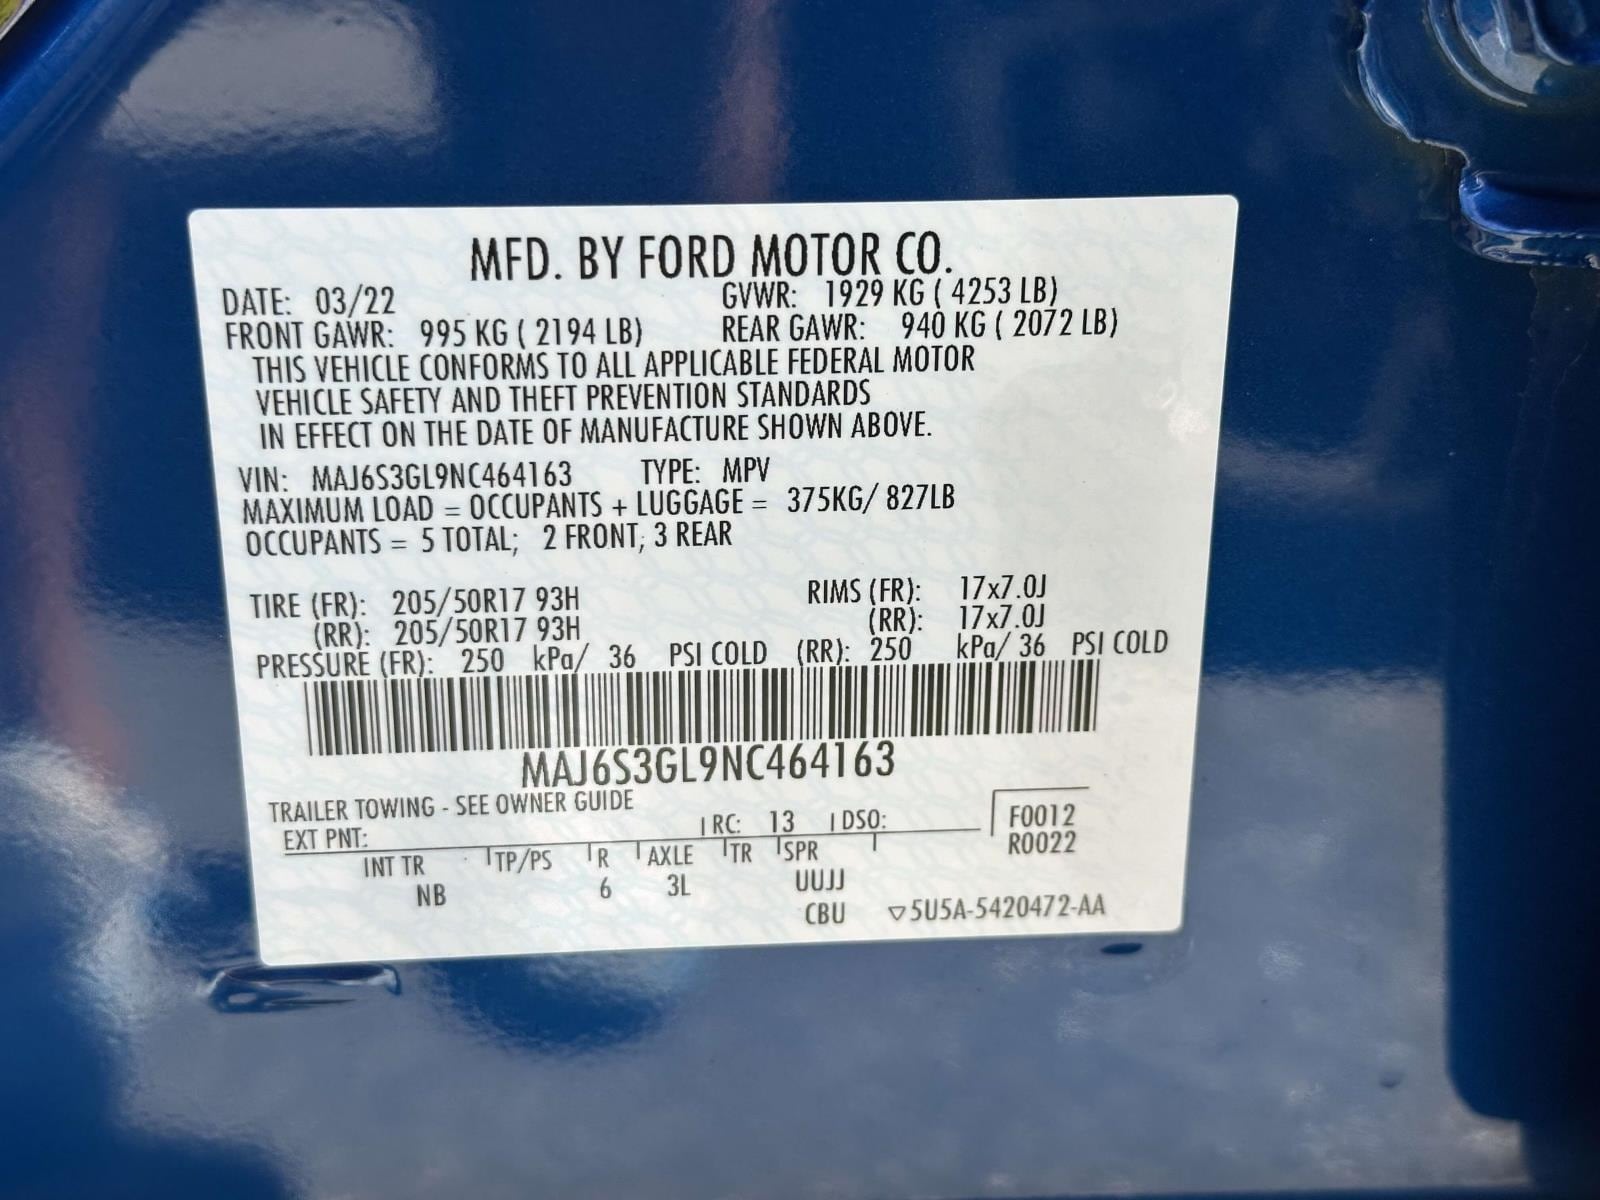 MFD. BY FORD MOTOR CO.
DATE: 03/22 GVWR: 1929 KG ( 4253 LB)
FRONT GAWR: 995 KG ( 2194 LB) REAR GAWR: 940 KG ( 2072 LB)
THIS VEHICLE CONFORMS TO ALL APPLICABLE FEDERAL MOTOR
VEHICLE SAFETY AND THEFT PREVENTION STANDARDS
IN EFFECT ON THE DATE OF MANUFACTURE SHOWN ABOVE.
VIN: MAJ6S3GL9NC464163 TYPE: MPV
MAXIMUM LOAD = OCCUPANTS + LUGGAGE = 375KG/ 827LB
OCCUPANTS = 5 TOTAL; 2 FRONT; 3 REAR
TIRE (FR): 205/50R17 93H RIMS (FR): 17x7.0J
(RR): 205/50R17 93H (RR): 17x7.0J
PRESSURE (FR): 250 kPa/ 36 PSI COLD (RR): 250 kPa/ 36 PSI COLD
MAJ6S3GL9NC464163
TRAILER TOWING - SEE OWNER GUIDE
EXT PNT: RC: 13 DSO: F0012
R0022
INT TR TP/PS R AXLE TR SPR
NB 6 3L UUJJ
CBU ▽5U5A-5420472-AA